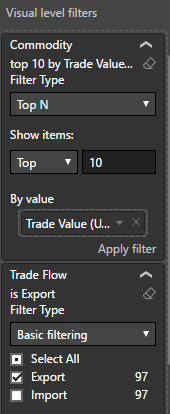 Visual level filters
Commodity
top 10 by Trade Value...
Filter Type
Top N
Show items:
Top 10
By value
Trade Value (U...
Apply filter
Trade Flow
is Export
Filter Type
Basic filtering
Select All
Export 97
Import 97